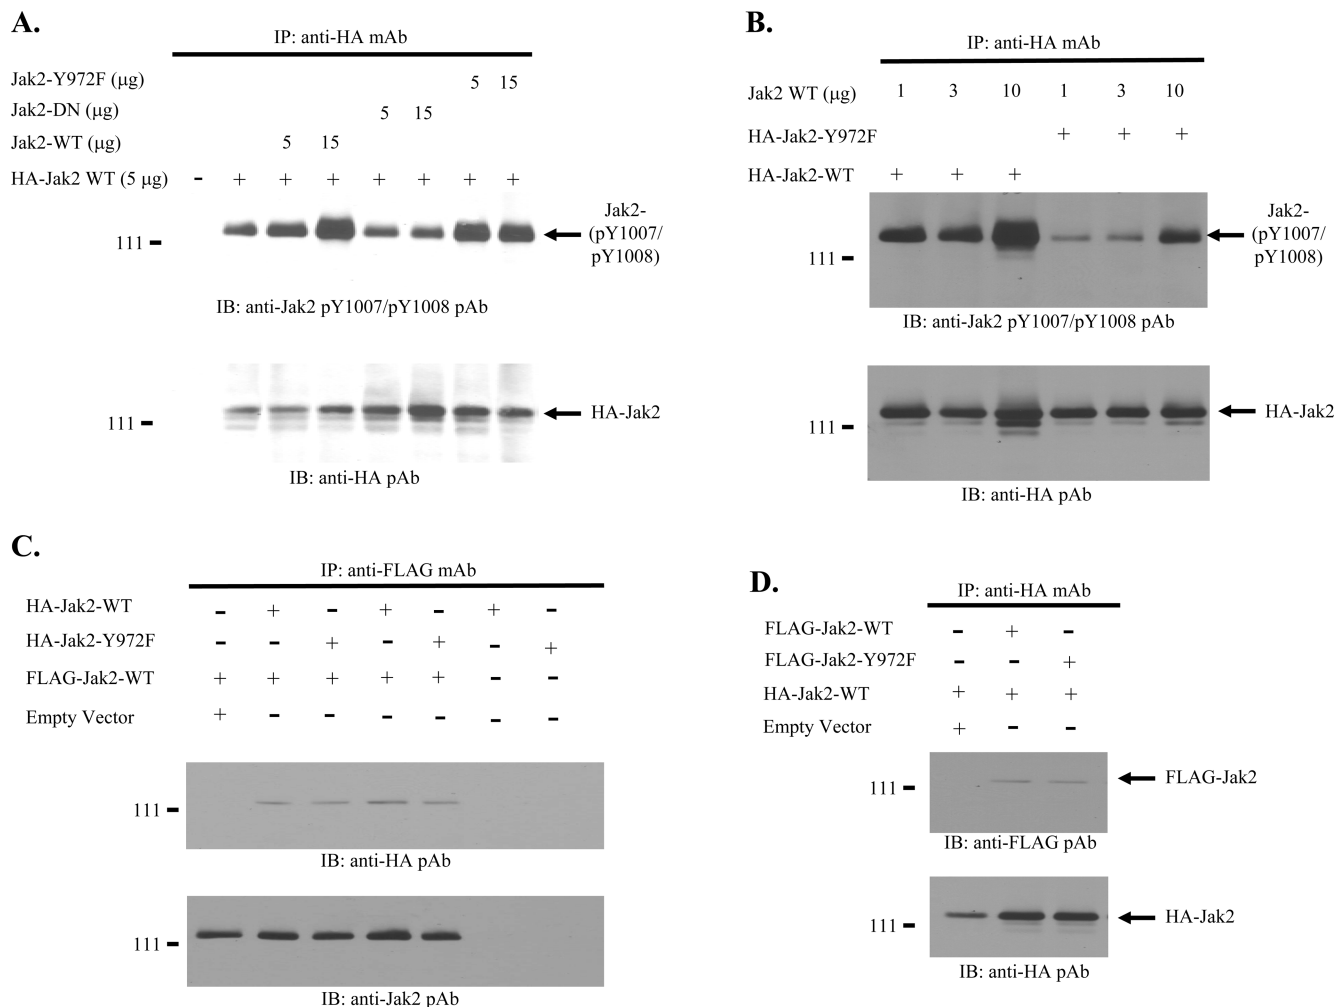 A.
IP: anti-HA mAb
Jak2-Y972F (μg) 5 15
Jak2-DN (μg) 5 15
Jak2-WT (μg) 5 15
HA-Jak2 WT (5 μg) - + + + + + + +
111
Jak2-
(pY1007/
pY1008)
IB: anti-Jak2 pY1007/pY1008 pAb
111
HA-Jak2
IB: anti-HA pAb
B.
IP: anti-HA mAb
Jak2 WT (μg) 1 3 10 1 3 10
HA-Jak2-Y972F + + +
HA-Jak2-WT + + +
111
Jak2-
(pY1007/
pY1008)
IB: anti-Jak2 pY1007/pY1008 pAb
111
HA-Jak2
IB: anti-HA pAb
C.
IP: anti-FLAG mAb
HA-Jak2-WT - + - + - + -
HA-Jak2-Y972F - - + - + - +
FLAG-Jak2-WT + + + + + - -
Empty Vector + - - - - - -
111
IB: anti-HA pAb
111
IB: anti-Jak2 pAb
D.
IP: anti-HA mAb
FLAG-Jak2-WT - + -
FLAG-Jak2-Y972F - - +
HA-Jak2-WT + + +
Empty Vector + - -
111
FLAG-Jak2
IB: anti-FLAG pAb
111
HA-Jak2
IB: anti-HA pAb